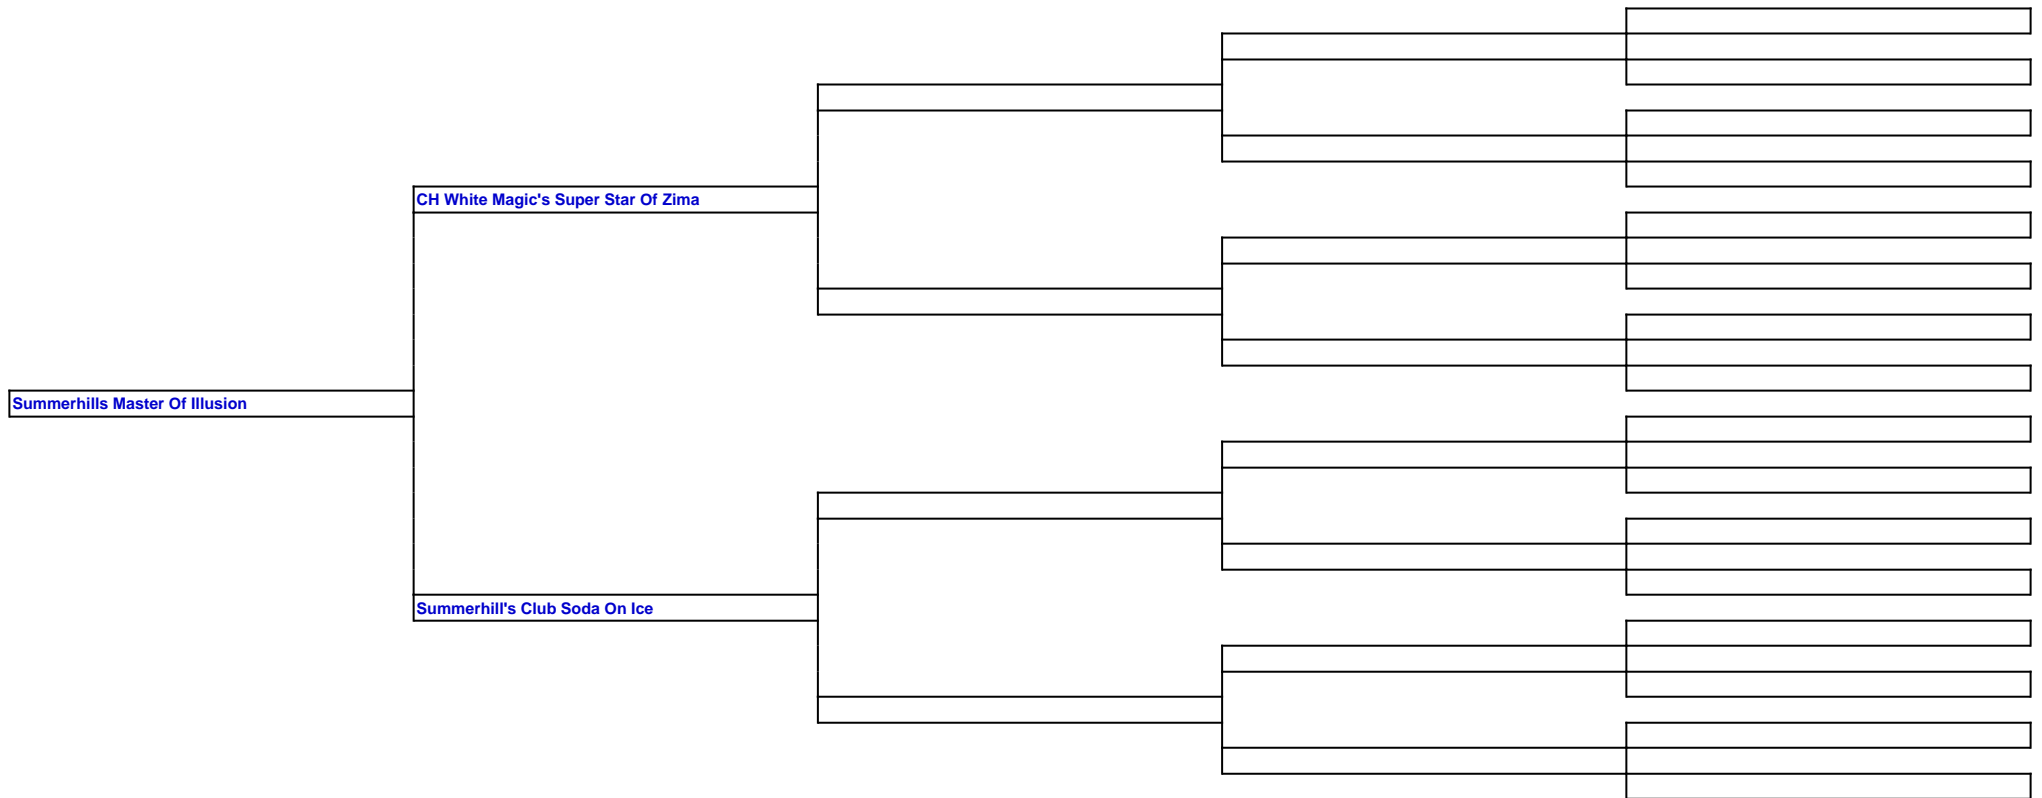 CH White Magic's Super Star Of Zima
Summerhills Master Of Illusion
Summerhill's Club Soda On Ice